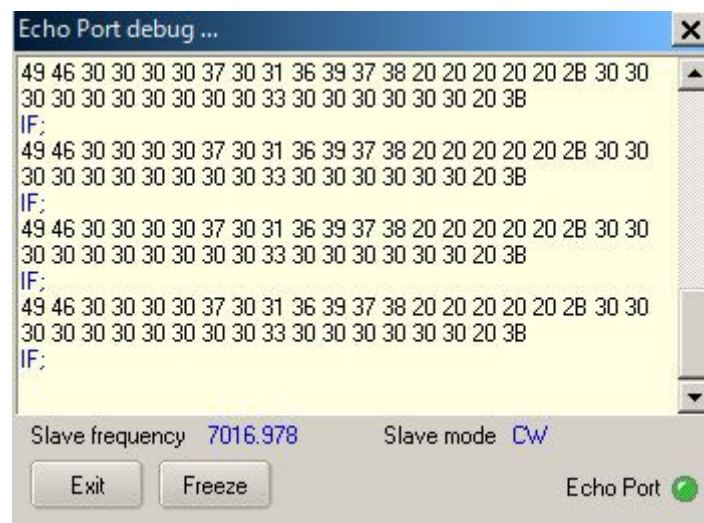 Echo Port debug ...
49 46 30 30 30 30 37 30 31 36 39 37 38 20 20 20 20 20 2B 30 30
30 30 30 30 30 30 30 33 30 30 30 30 30 30 20 3B
IF;
49 46 30 30 30 30 37 30 31 36 39 37 38 20 20 20 20 20 2B 30 30
30 30 30 30 30 30 30 33 30 30 30 30 30 30 20 3B
IF;
49 46 30 30 30 30 37 30 31 36 39 37 38 20 20 20 20 20 2B 30 30
30 30 30 30 30 30 30 33 30 30 30 30 30 30 20 3B
IF;
49 46 30 30 30 30 37 30 31 36 39 37 38 20 20 20 20 20 2B 30 30
30 30 30 30 30 30 30 33 30 30 30 30 30 30 20 3B
IF;
Slave frequency 7016.978 Slave mode CW
Exit Freeze Echo Port